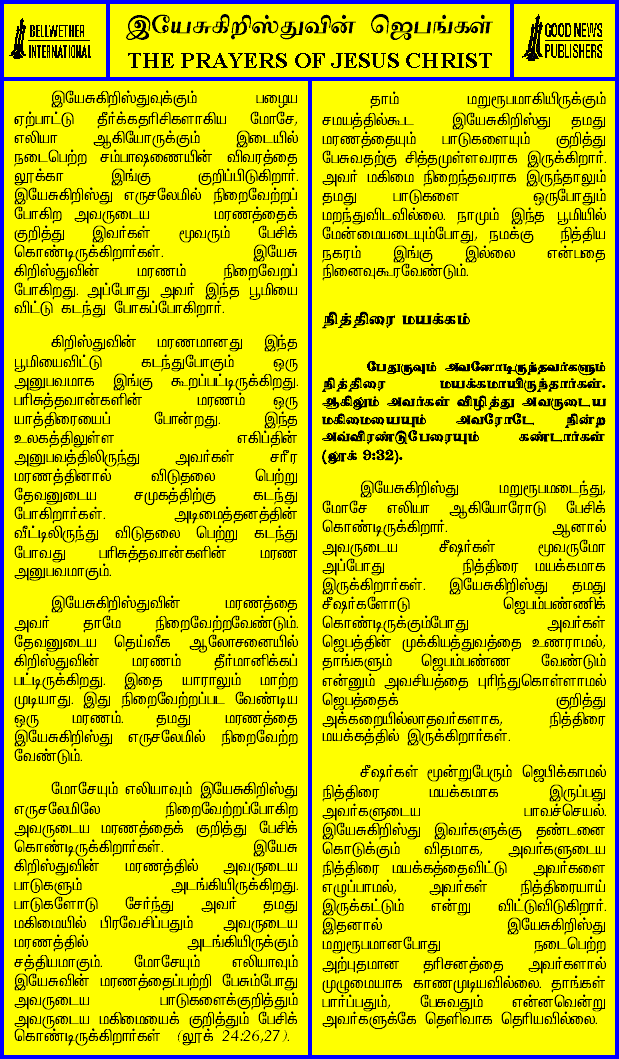 BELLWETHER
INTERNATIONAL
இயேசுகிறிஸ்துவின் ஜெபங்கள்
THE PRAYERS OF JESUS CHRIST
GOOD NEWS
PUBLISHERS
இயேசுகிறிஸ்துவுக்கும் பழைய
ஏற்பாட்டு தீர்க்கதரிசிகளாகிய மோசே,
எலியா ஆகியோருக்கும் இடையில்
நடைபெற்ற சம்பாஷணையின் விவரத்தை
லூக்கா இங்கு குறிப்பிடுகிறார்.
இயேசுகிறிஸ்து எருசலேமில் நிறைவேற்றப்
போகிற அவருடைய மரணத்தைக்
குறித்து இவர்கள் மூவரும் பேசிக்
கொண்டிருக்கிறார்கள். இயேசு
கிறிஸ்துவின் மரணம் நிறைவேறப்
போகிறது. அப்போது அவர் இந்த பூமியை
விட்டு கடந்து போகப்போகிறார்.
கிறிஸ்துவின் மரணமானது இந்த
பூமியைவிட்டு கடந்துபோகும் ஒரு
அனுபவமாக இங்கு கூறப்பட்டிருக்கிறது.
பரிசுத்தவான்களின் மரணம் ஒரு
யாத்திரையைப் போன்றது. இந்த
உலகத்திலுள்ள எகிப்தின்
அனுபவத்திலிருந்து அவர்கள் சரீர
மரணத்தினால் விடுதலை பெற்று
தேவனுடைய சமுகத்திற்கு கடந்து
போகிறார்கள். அடிமைத்தனத்தின்
வீட்டிலிருந்து விடுதலை பெற்று கடந்து
போவது பரிசுத்தவான்களின் மரண
அனுபவமாகும்.
இயேசுகிறிஸ்துவின் மரணத்தை
அவர் தாமே நிறைவேற்றவேண்டும்.
தேவனுடைய தெய்வீக ஆலோசனையில்
கிறிஸ்துவின் மரணம் தீர்மானிக்கப்
பட்டிருக்கிறது. இதை யாராலும் மாற்ற
முடியாது. இது நிறைவேற்றப்பட வேண்டிய
ஒரு மரணம். தமது மரணத்தை
இயேசுகிறிஸ்து எருசலேமில் நிறைவேற்ற
வேண்டும்.
மோசேயும் எலியாவும் இயேசுகிறிஸ்து
எருசலேமிலே நிறைவேற்றப்போகிற
அவருடைய மரணத்தைக் குறித்து பேசிக்
கொண்டிருக்கிறார்கள். இயேசு
கிறிஸ்துவின் மரணத்தில் அவருடைய
பாடுகளும் அடங்கியிருக்கிறது.
பாடுகளோடு சேர்ந்து அவர் தமது
மகிமையில் பிரவேசிப்பதும் அவருடைய
மரணத்தில் அடங்கியிருக்கும்
சத்தியமாகும். மோசேயும் எலியாவும்
இயேசுவின் மரணத்தைப்பற்றி பேசும்போது
அவருடைய பாடுகளைக்குறித்தும்
அவருடைய மகிமையைக் குறித்தும் பேசிக்
கொண்டிருக்கிறார்கள் (லூக் 24:26,27).
தாம் மறுரூபமாகியிருக்கும்
சமயத்தில்கூட இயேசுகிறிஸ்து தமது
மரணத்தையும் பாடுகளையும் குறித்து
பேசுவதற்கு சித்தமுள்ளவராக இருக்கிறார்.
அவர் மகிமை நிறைந்தவராக இருந்தாலும்
தமது பாடுகளை ஒருபோதும்
மறந்துவிடவில்லை. நாமும் இந்த பூமியில்
மேன்மையடையும்போது, நமக்கு நித்திய
நகரம் இங்கு இல்லை என்பதை
நினைவுகூரவேண்டும்.
நித்திரை மயக்கம்
பேதுருவும் அவனோடிருந்தவர்களும்
நித்திரை மயக்கமாயிருந்தார்கள்.
ஆகிலும் அவர்கள் விழித்து அவருடைய
மகிமையையும் அவரோடே நின்ற
அவ்விரண்டுபேரையும் கண்டார்கள்
(லூக் 9:32).
இயேசுகிறிஸ்து மறுரூபமடைந்து,
மோசே எலியா ஆகியோரோடு பேசிக்
கொண்டிருக்கிறார். ஆனால்
அவருடைய சீஷர்கள் மூவருமோ
அப்போது நித்திரை மயக்கமாக
இருக்கிறார்கள். இயேசுகிறிஸ்து தமது
சீஷர்களோடு ஜெபம்பண்ணிக்
கொண்டிருக்கும்போது அவர்கள்
ஜெபத்தின் முக்கியத்துவத்தை உணராமல்,
தாங்களும் ஜெபம்பண்ண வேண்டும்
என்னும் அவசியத்தை புரிந்துகொள்ளாமல்
ஜெபத்தைக் குறித்து
அக்கறையில்லாதவர்களாக, நித்திரை
மயக்கத்தில் இருக்கிறார்கள்.
சீஷர்கள் மூன்றுபேரும் ஜெபிக்காமல்
நித்திரை மயக்கமாக இருப்பது
அவர்களுடைய பாவச்செயல்.
இயேசுகிறிஸ்து இவர்களுக்கு தண்டனை
கொடுக்கும் விதமாக, அவர்களுடைய
நித்திரை மயக்கத்தைவிட்டு அவர்களை
எழுப்பாமல், அவர்கள் நித்திரையாய்
இருக்கட்டும் என்று விட்டுவிடுகிறார்.
இதனால் இயேசுகிறிஸ்து
மறுரூபமானபோது நடைபெற்ற
அற்புதமான தரிசனத்தை அவர்களால்
முழுமையாக காணமுடியவில்லை. தாங்கள்
பார்ப்பதும், பேசுவதும் என்னவென்று
அவர்களுக்கே தெளிவாக தெரியவில்லை.